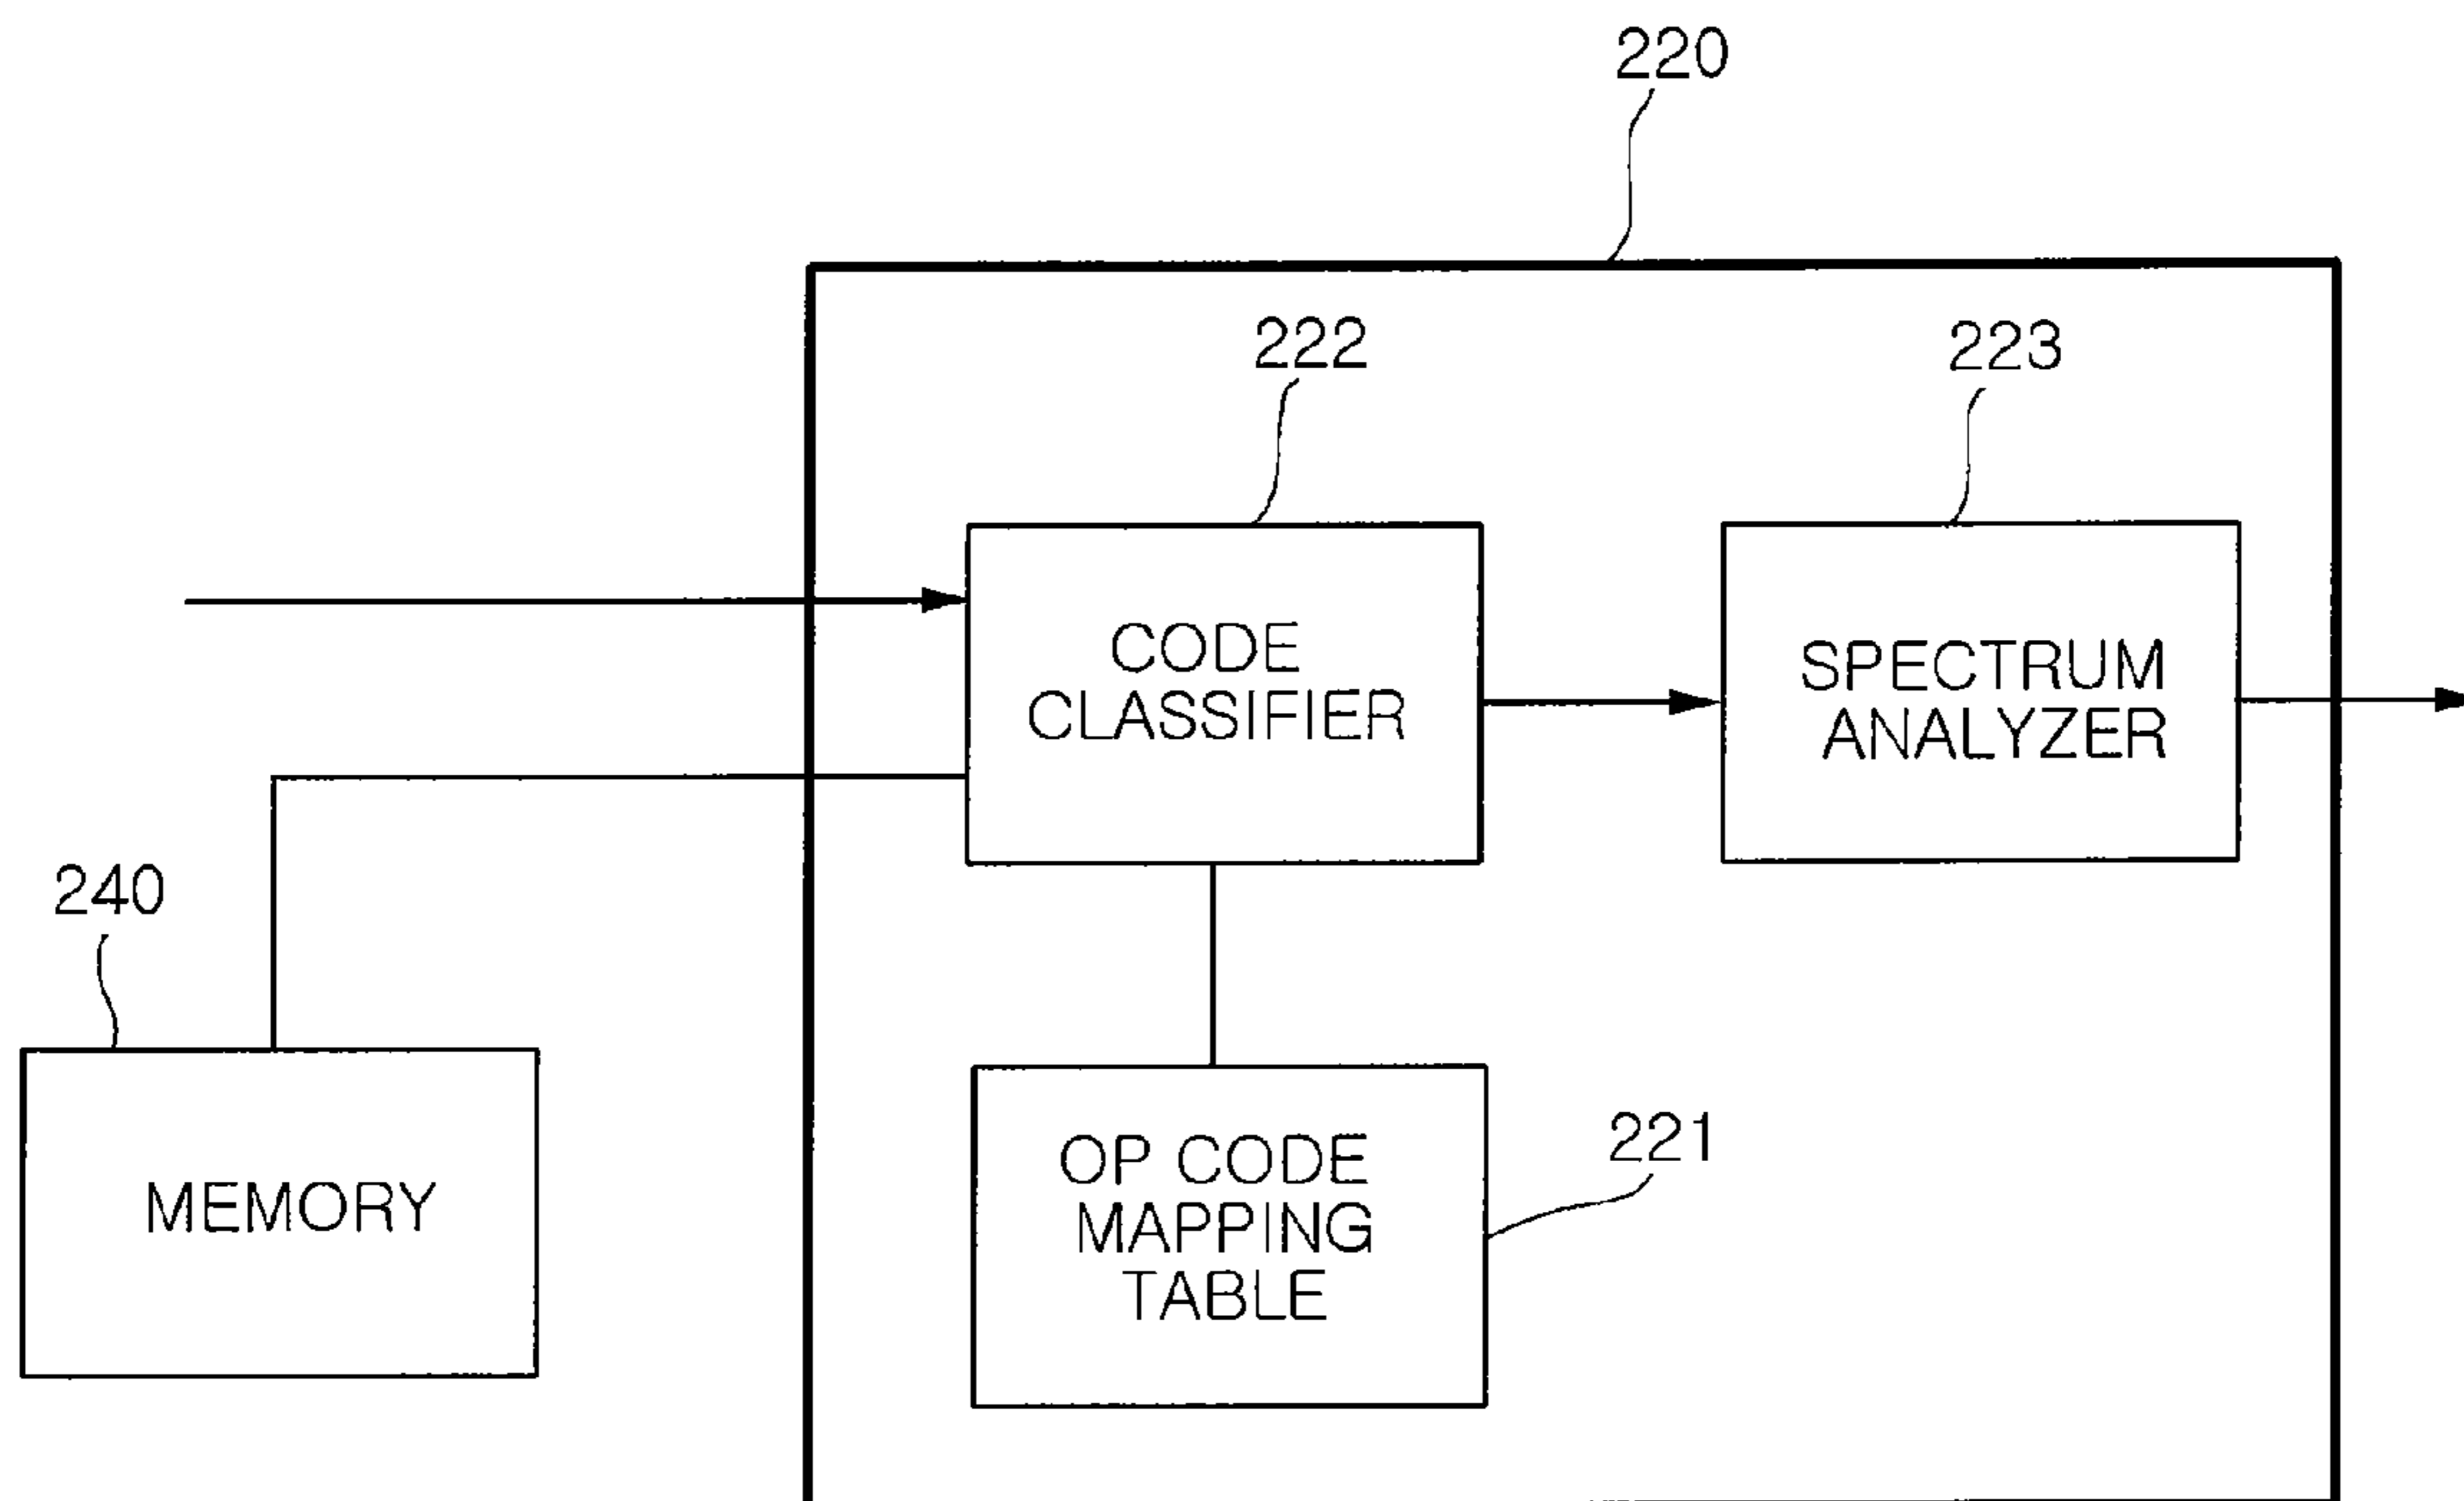 220
222
223
CODE
CLASSIFIER
SPECTRUM
ANALYZER
240
MEMORY
OP CODE
MAPPING
TABLE
221